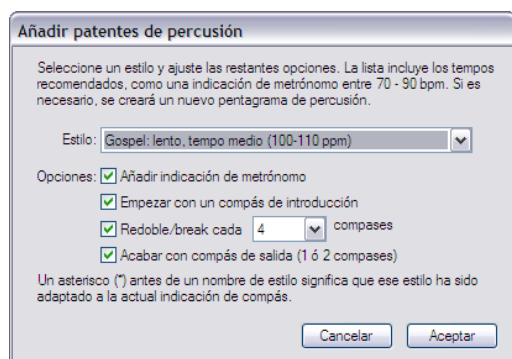 Añadir patentes de percusión
Seleccione un estilo y ajuste las restantes opciones. La lista incluye los tempos
recomendados, como una indicación de metrónomo entre 70 - 90 bpm. Si es
necesario, se creará un nuevo pentagrama de percusión.
Estilo: Gospel: lento, tempo medio (100-110 ppm)
Opciones: Añadir indicación de metrónomo
Empezar con un compás de introducción
Redoble/break cada 4 compases
Acabar con compás de salida (1 ó 2 compases)
Un asterisco (*) antes de un nombre de estilo significa que ese estilo ha sido
adaptado a la actual indicación de compás.
Cancelar Aceptar